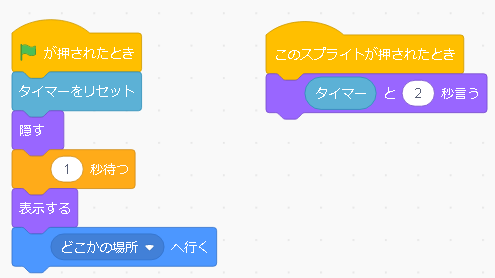 が押されたとき
タイマーをリセット
隠す
1 秒待つ
表示する
どこかの場所 へ行く
このスプライトが押されたとき
タイマー と 2 秒言う